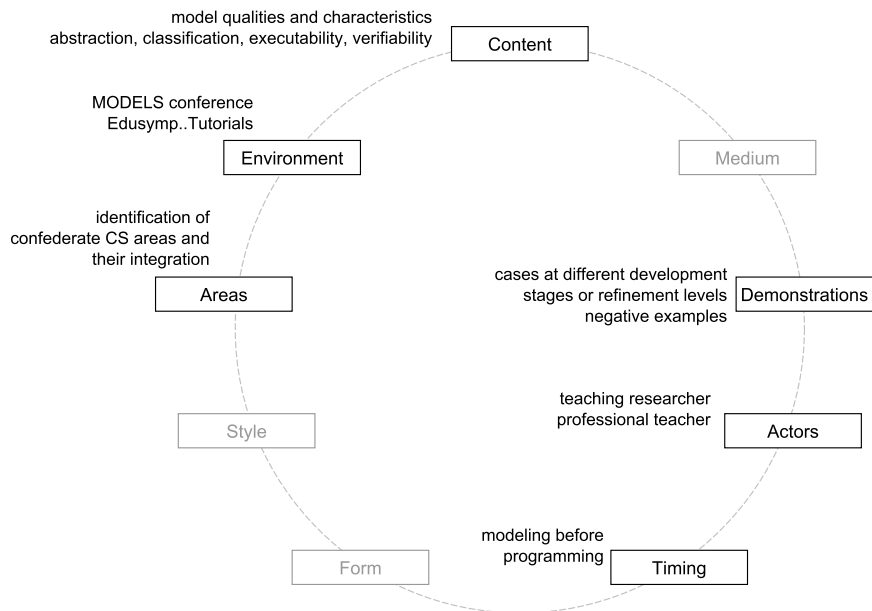 model qualities and characteristics
abstraction, classification, executability, verifiability
Content
MODELS conference
Edusymp..Tutorials
Environment
Medium
identification of
confederate CS areas and
their integration
Areas
cases at different development
stages or refinement levels
negative examples
Demonstrations
Style
teaching researcher
professional teacher
Actors
Form
modeling before
programming
Timing